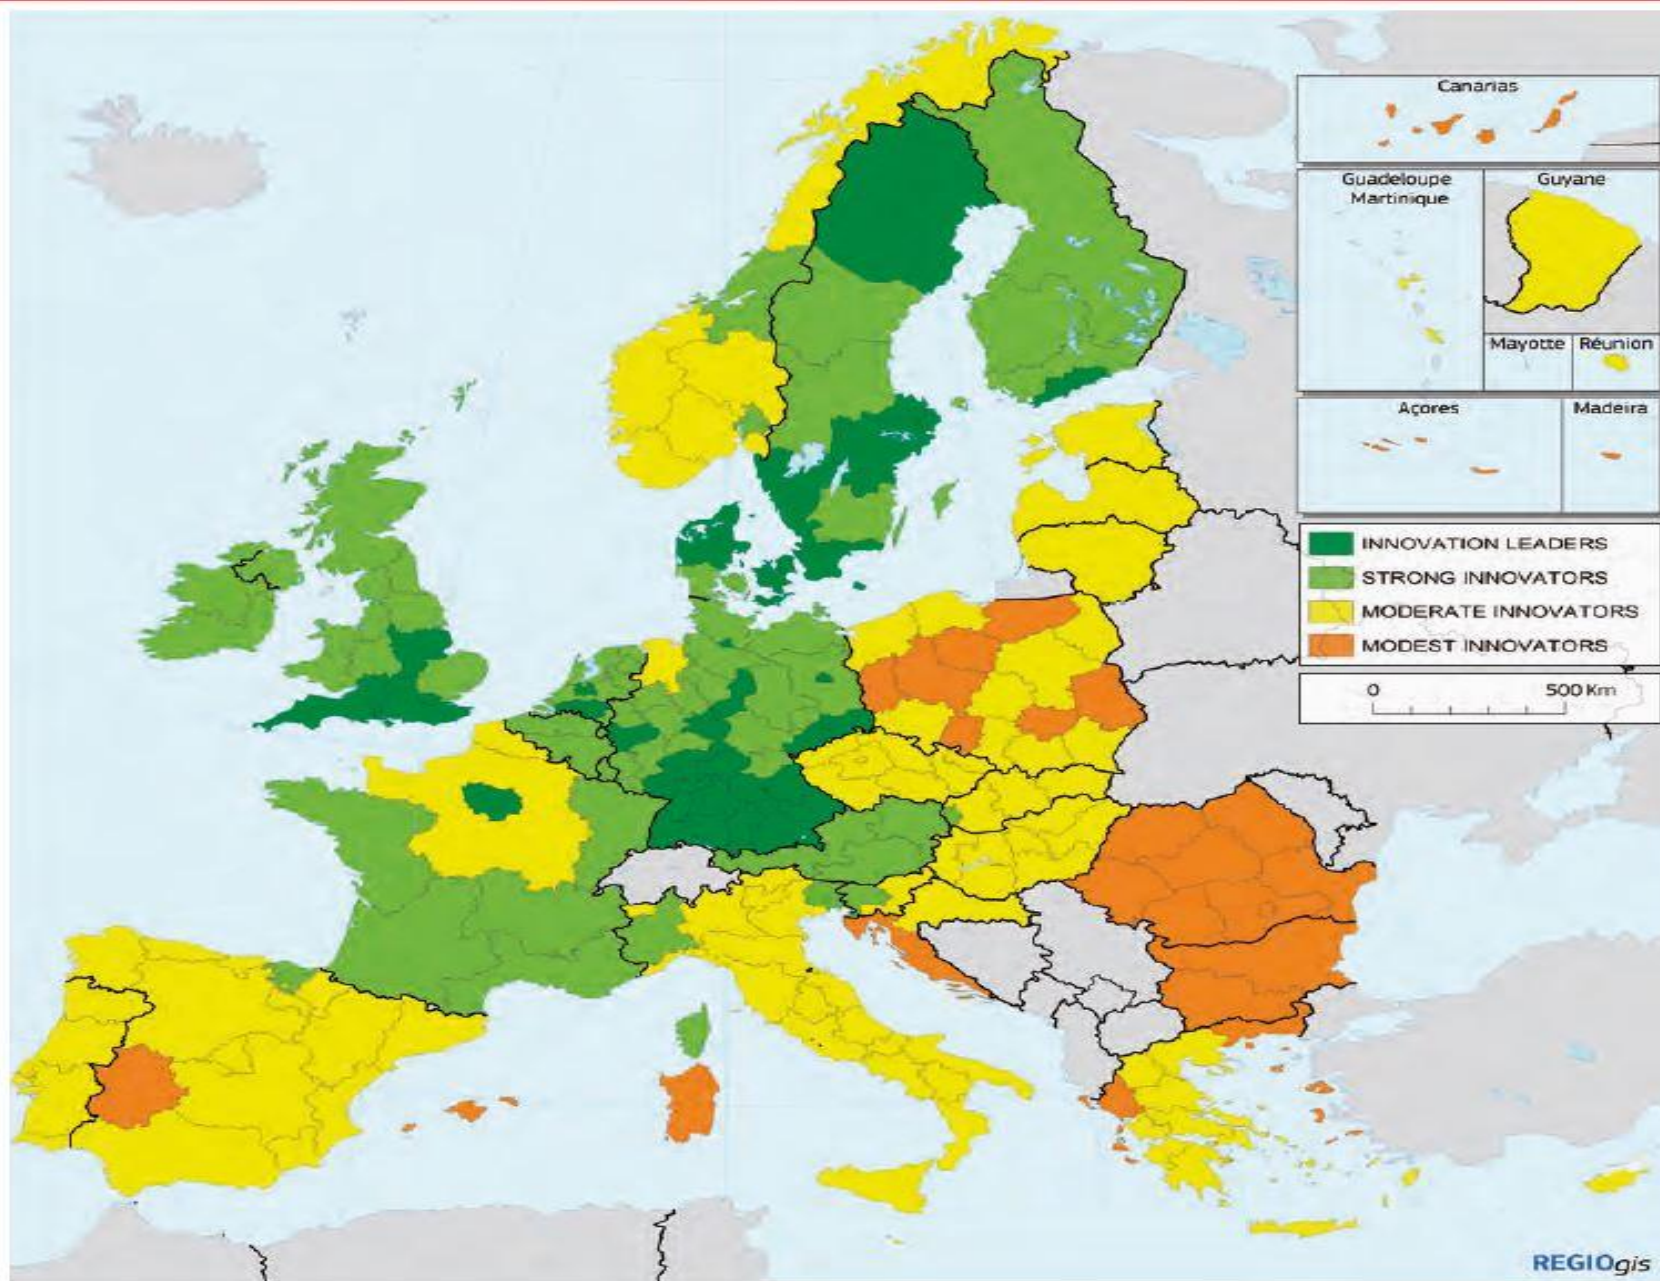 Canarias
Guadeloupe
Martinique
Guyane
Mayotte
Réunion
Açores
Madeira
INNOVATION LEADERS
STRONG INNOVATORS
MODERATE INNOVATORS
MODEST INNOVATORS
0
500 Km
REGIOgis